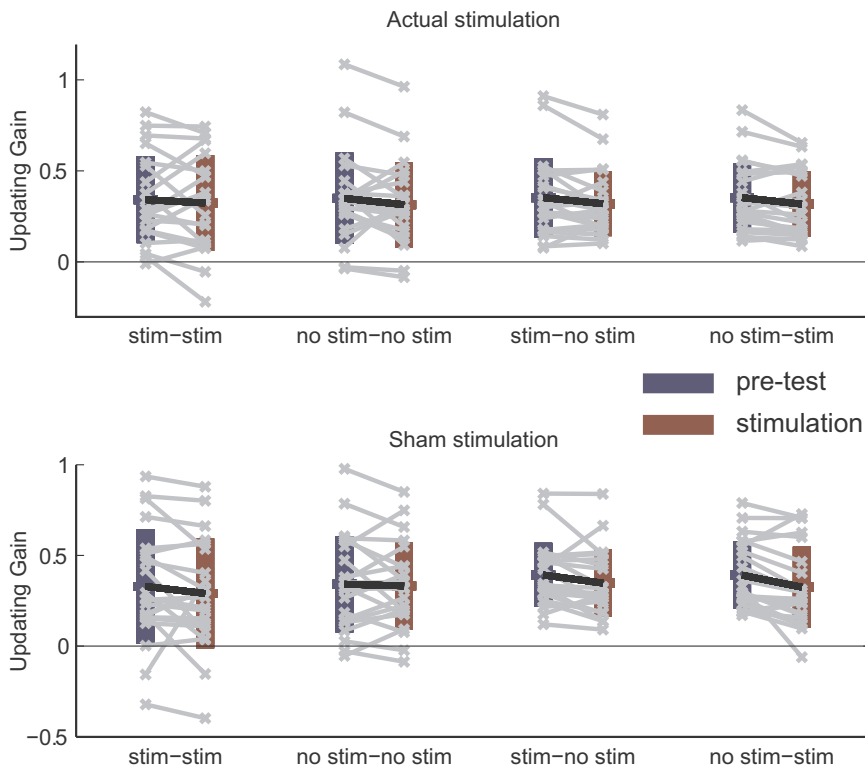 Actual stimulation
Updating Gain
1
0.5
0
stim−stim
no stim−no stim
stim−no stim
no stim−stim
pre-test
stimulation
Sham stimulation
Updating Gain
1
0.5
0
−0.5
stim−stim
no stim−no stim
stim−no stim
no stim−stim